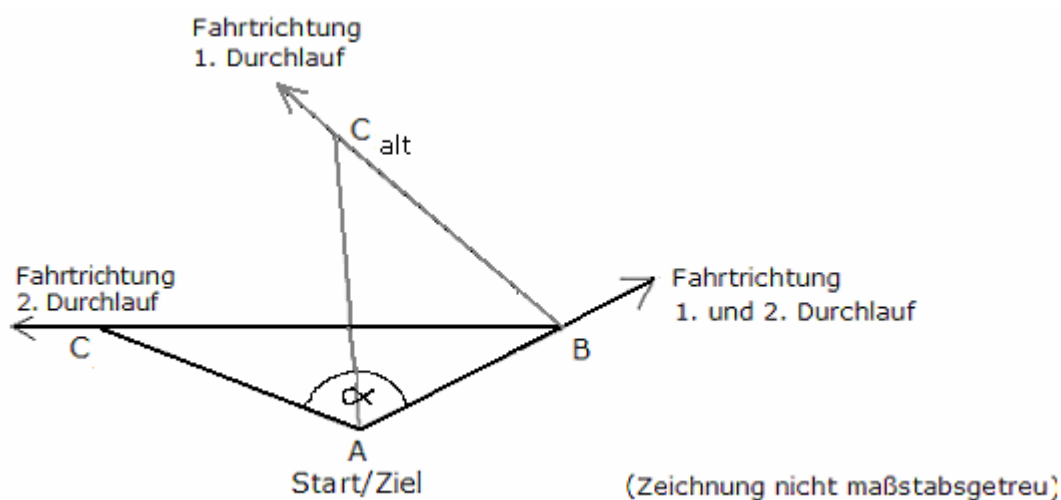 Fahrtrichtung
1. Durchlauf
C alt
Fahrtrichtung
2. Durchlauf
Fahrtrichtung
1. und 2. Durchlauf
C
B
α
A
Start/Ziel
(Zeichnung nicht maßstabsgetreu)